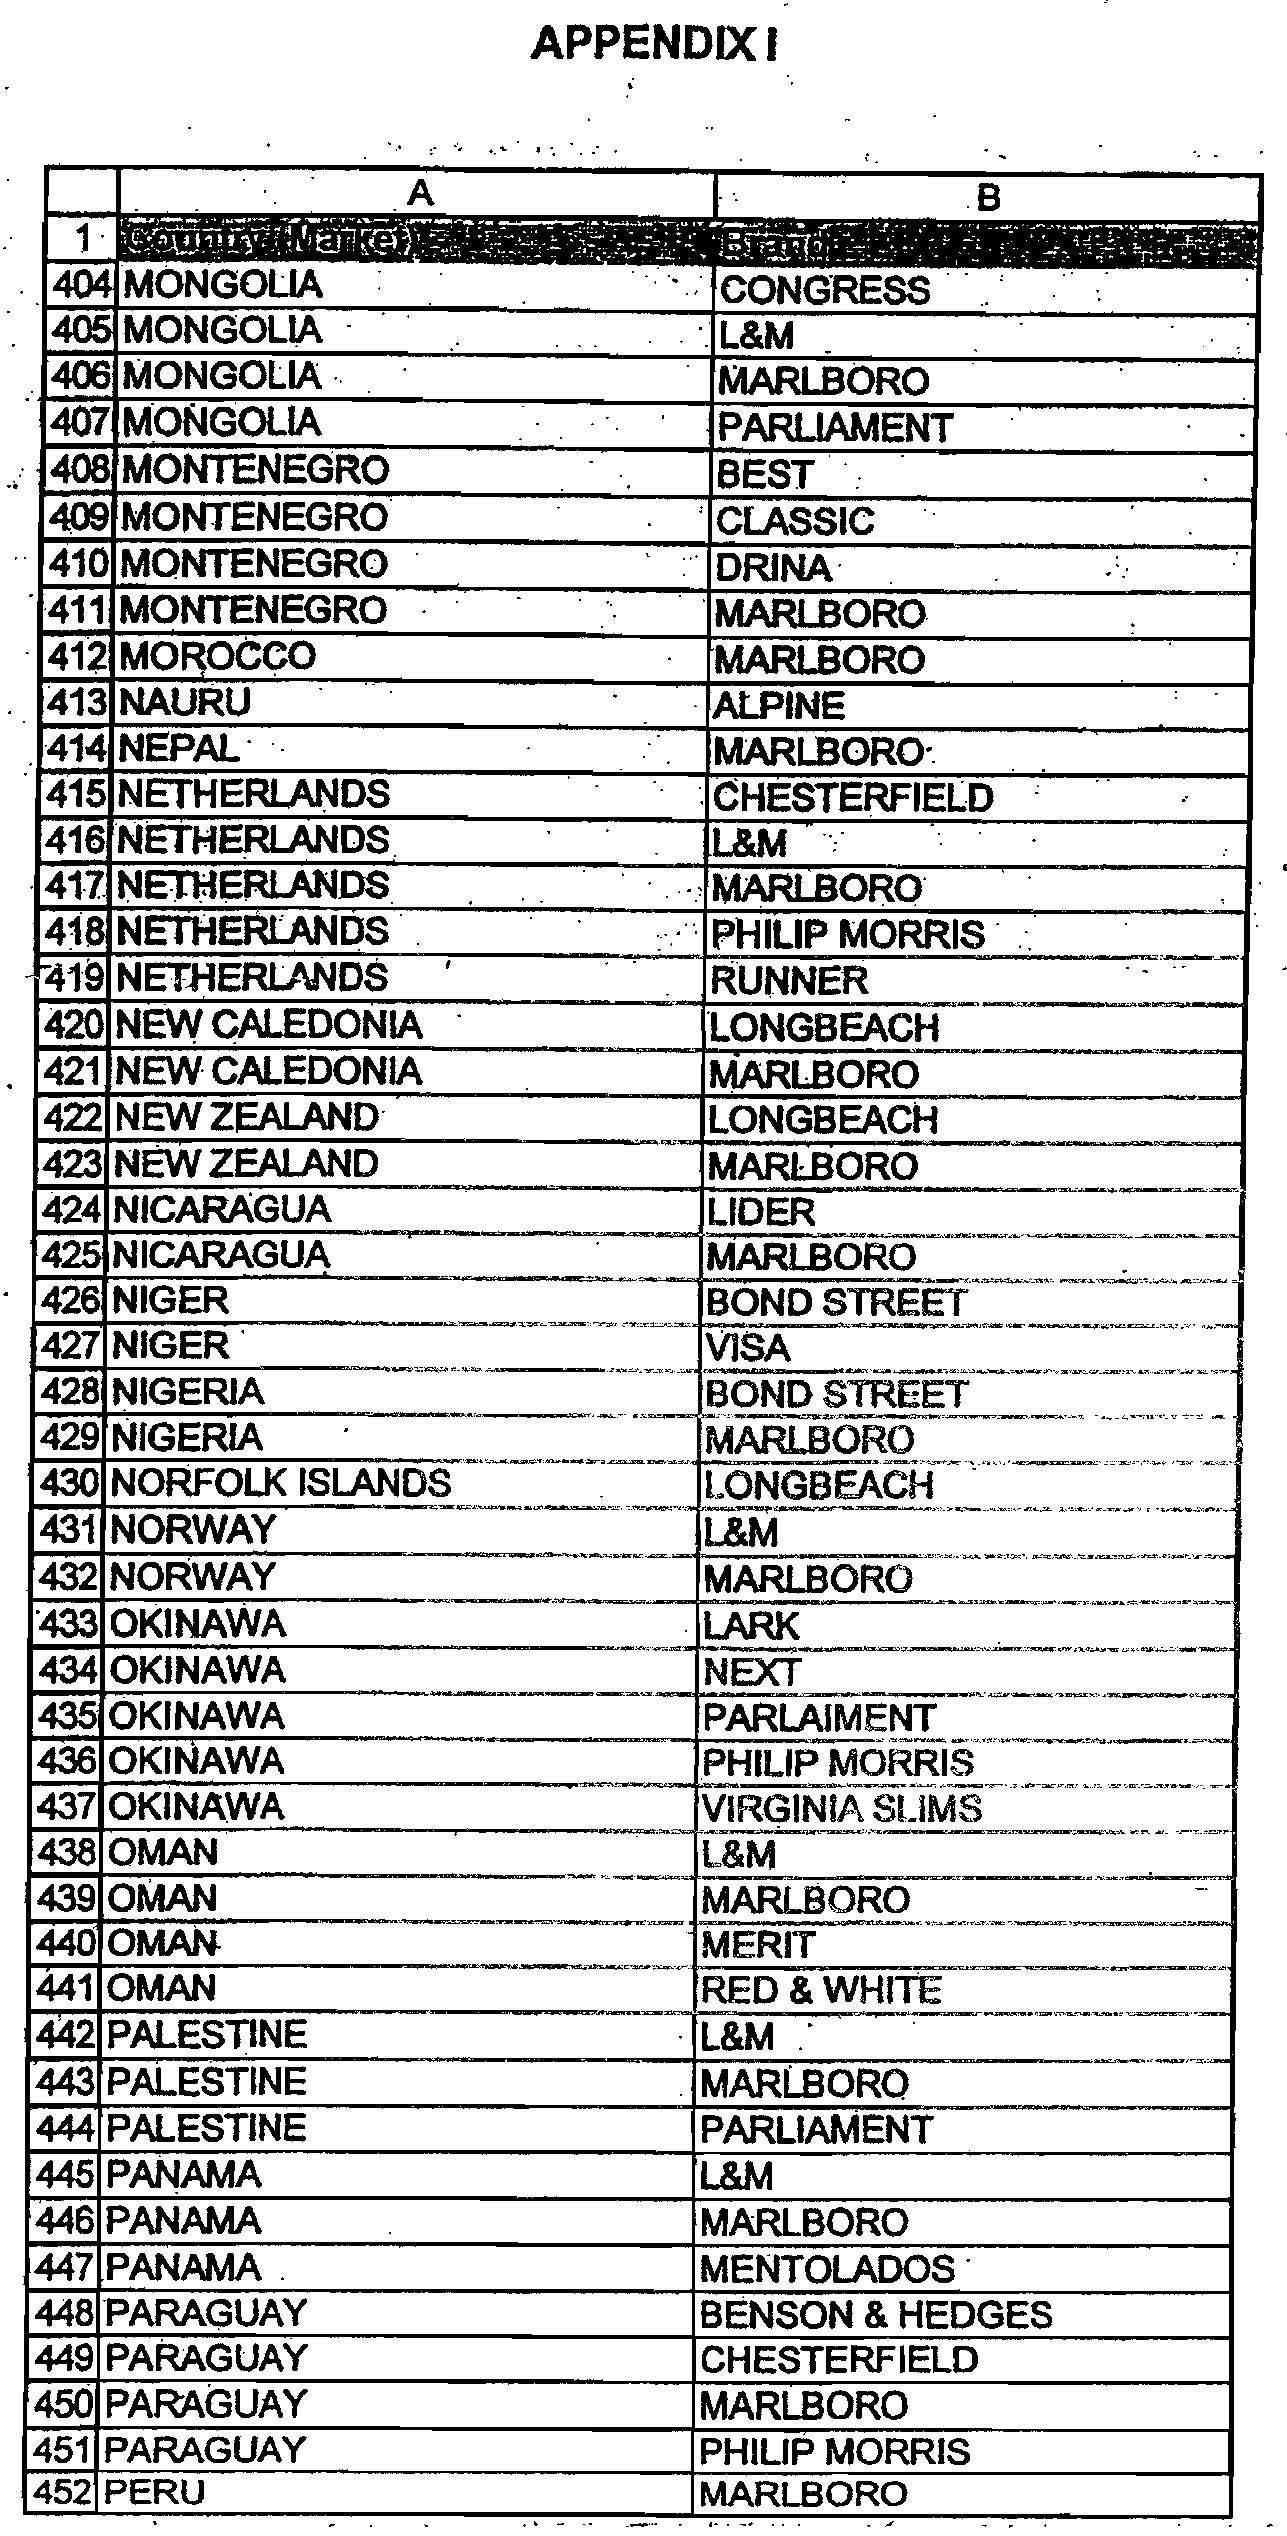 APPENDIX I
A B
1 Country (Market) Brand
404 MONGOLIA CONGRESS
405 MONGOLIA L&M
406 MONGOLIA MARLBORO
407 MONGOLIA PARLIAMENT
408 MONTENEGRO BEST
409 MONTENEGRO CLASSIC
410 MONTENEGRO DRINA
411 MONTENEGRO MARLBORO
412 MOROCCO MARLBORO
413 NAURU ALPINE
414 NEPAL MARLBORO
415 NETHERLANDS CHESTERFIELD
416 NETHERLANDS L&M
417 NETHERLANDS MARLBORO
418 NETHERLANDS PHILIP MORRIS
419 NETHERLANDS RUNNER
420 NEW CALEDONIA LONGBEACH
421 NEW CALEDONIA MARLBORO
422 NEW ZEALAND LONGBEACH
423 NEW ZEALAND MARLBORO
424 NICARAGUA LIDER
425 NICARAGUA MARLBORO
426 NIGER BOND STREET
427 NIGER VISA
428 NIGERIA BOND STREET
429 NIGERIA MARLBORO
430 NORFOLK ISLANDS LONGBEACH
431 NORWAY L&M
432 NORWAY MARLBORO
433 OKINAWA LARK
434 OKINAWA NEXT
435 OKINAWA PARLAIMENT
436 OKINAWA PHILIP MORRIS
437 OKINAWA VIRGINIA SLIMS
438 OMAN L&M
439 OMAN MARLBORO
440 OMAN MERIT
441 OMAN RED & WHITE
442 PALESTINE L&M
443 PALESTINE MARLBORO
444 PALESTINE PARLIAMENT
445 PANAMA L&M
446 PANAMA MARLBORO
447 PANAMA MENTOLADOS
448 PARAGUAY BENSON & HEDGES
449 PARAGUAY CHESTERFIELD
450 PARAGUAY MARLBORO
451 PARAGUAY PHILIP MORRIS
452 PERU MARLBORO